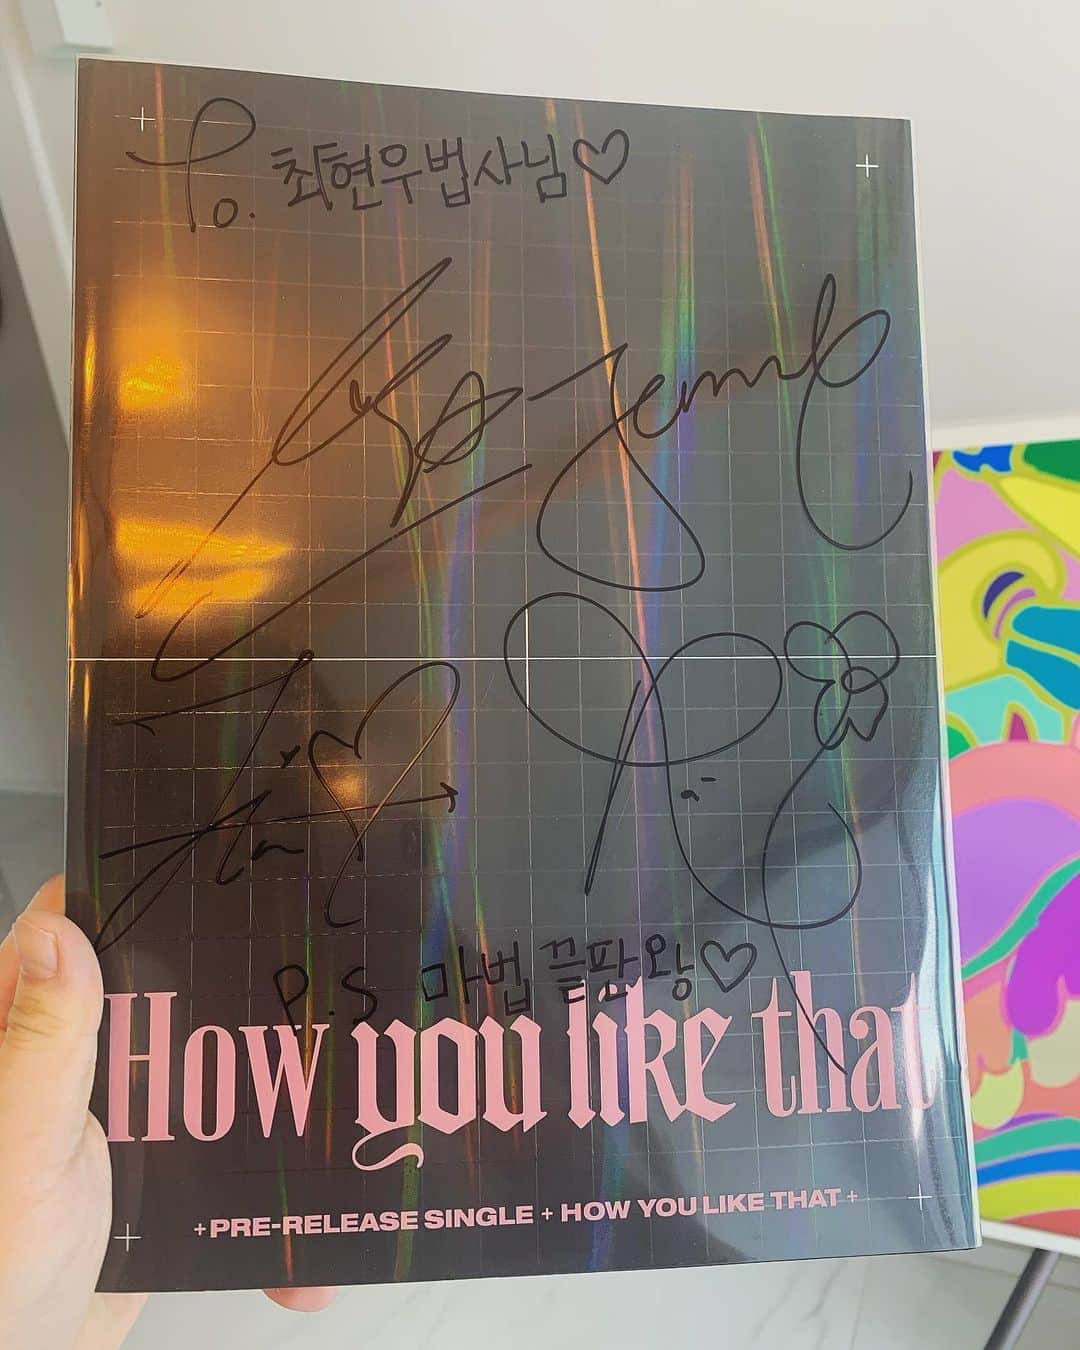 To. 최현우법사님♡
Jennie
P.S 마법 끝판왕♡
How you like that
+ PRE-RELEASE SINGLE + HOW YOU LIKE THAT +